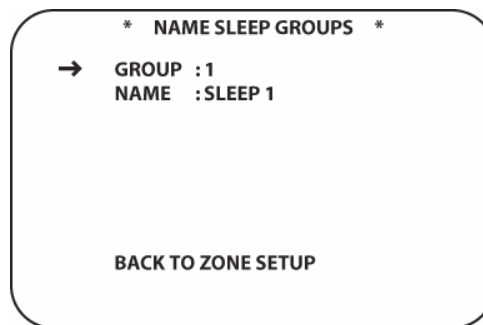 * NAME SLEEP GROUPS *
→ GROUP : 1
NAME : SLEEP 1
BACK TO ZONE SETUP